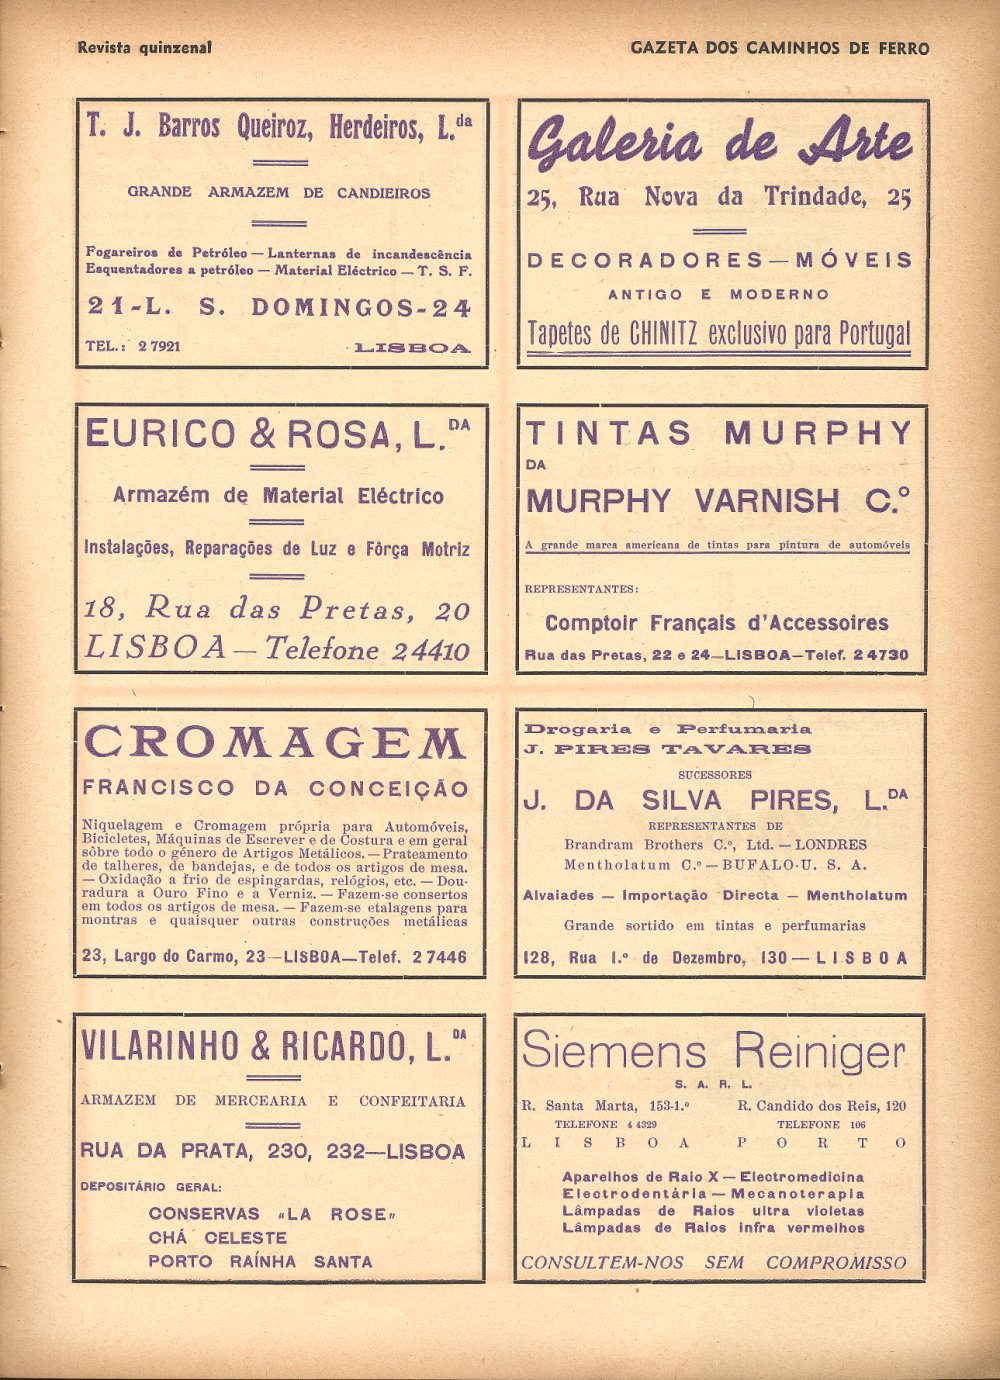 Revista quinzenal
GAZETA DOS CAMINHOS DE FERRO
T. J. Barros Queiroz, Herdeiros, L.da
GRANDE ARMAZEM DE CANDIEIROS
Fogareiros de Petróleo — Lanternas de incandescência
Esquentadores a petróleo — Material Eléctrico — T. S. F.
21-L. S. DOMINGOS-24
TEL.: 2 7921 LISBOA
Galeria de Arte
25, Rua Nova da Trindade, 25
DECORADORES — MÓVEIS
ANTIGO E MODERNO
Tapetes de CHINITZ exclusivo para Portugal
EURICO & ROSA, L.DA
Armazém de Material Eléctrico
Instalações, Reparações de Luz e Fôrça Motriz
18, Rua das Pretas, 20
LISBOA — Telefone 24410
TINTAS MURPHY
DA
MURPHY VARNISH C.º
A grande marca americana de tintas para pintura de automóveis
REPRESENTANTES:
Comptoir Français d'Accessoires
Rua das Pretas, 22 e 24—LISBOA—Telef. 2 4730
CROMAGEM
FRANCISCO DA CONCEIÇÃO
Niquelagem e Cromagem própria para Automóveis,
Bicicletes, Máquinas de Escrever e de Costura e em geral
sôbre todo o género de Artigos Metálicos. — Prateamento
de talheres, de bandejas, e de todos os artigos de mesa.
— Oxidação a frio de espingardas, relógios, etc. — Dou-
radura a Ouro Fino e a Verniz. — Fazem-se consertos
em todos os artigos de mesa. — Fazem-se etalagens para
montras e quaisquer outras construções metálicas
23, Largo do Carmo, 23—LISBOA—Telef. 2 7446
Drogaria e Perfumaria
J. PIRES TAVARES
SUCESSORES
J. DA SILVA PIRES, L.DA
REPRESENTANTES DE
Brandram Brothers C.º, Ltd. — LONDRES
Mentholatum C.º — BUFALO-U. S. A.
Alvaiades — Importação Directa — Mentholatum
Grande sortido em tintas e perfumarias
128, Rua 1.º de Dezembro, 130 — LISBOA
VILARINHO & RICARDO, L.DA
ARMAZEM DE MERCEARIA E CONFEITARIA
RUA DA PRATA, 230, 232—LISBOA
DEPOSITÁRIO GERAL:
CONSERVAS «LA ROSE»
CHÁ CELESTE
PORTO RAÍNHA SANTA
Siemens Reiniger
S. A. R. L.
R. Santa Marta, 153-1.º R. Candido dos Reis, 120
TELEFONE 4 4329 TELEFONE 106
LISBOA PORTO
Aparelhos de Raio X — Electromedicina
Electrodentária — Mecanoterapia
Lâmpadas de Raios ultra violetas
Lâmpadas de Raios infra vermelhos
CONSULTEM-NOS SEM COMPROMISSO